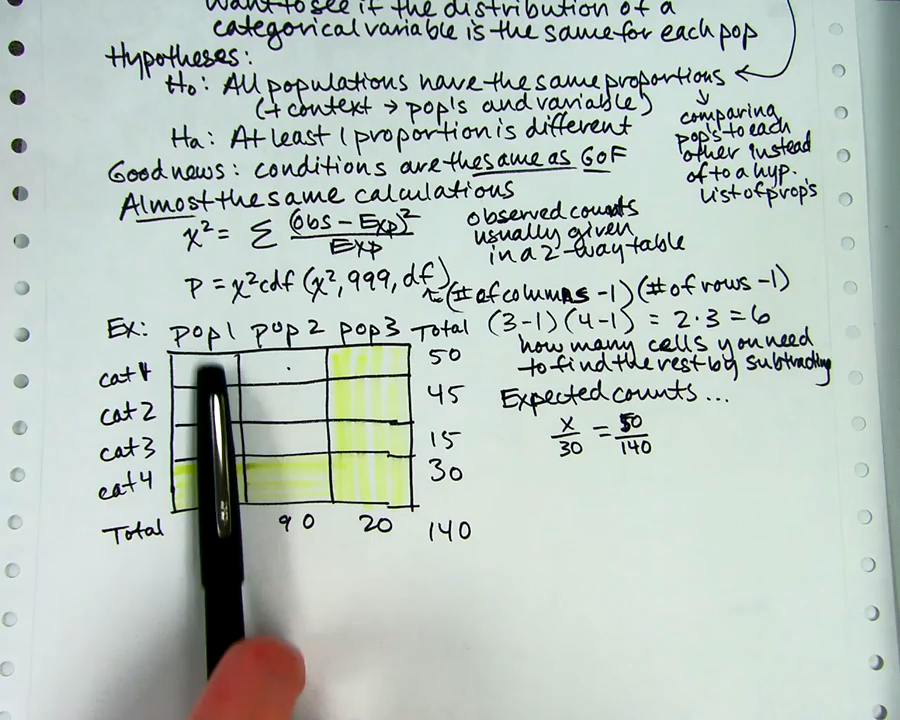 want to see if the distribution of a
categorical variable is the same for each pop
Hypotheses:
Ho: All populations have the same proportions
(+ context → pop's and variable)
Ha: At least 1 proportion is different
comparing
pop's to each
other instead
of to a hyp.
list of prop's
Good news: conditions are the same as GoF
Almost the same calculations
χ² = Σ (Obs - Exp)² / Exp
observed counts
usually given
in a 2-way table
P = χ²cdf (χ², 999, df)
(# of columns -1) (# of rows -1)
Ex: pop 1 pop 2 pop 3 Total
(3-1) (4-1) = 2·3 = 6
how many cells you need
to find the rest by subtracting
cat 1 50
cat 2 45
cat 3 15
cat 4 30
Total 90 20 140
Expected counts ...
x/30 = 50/140